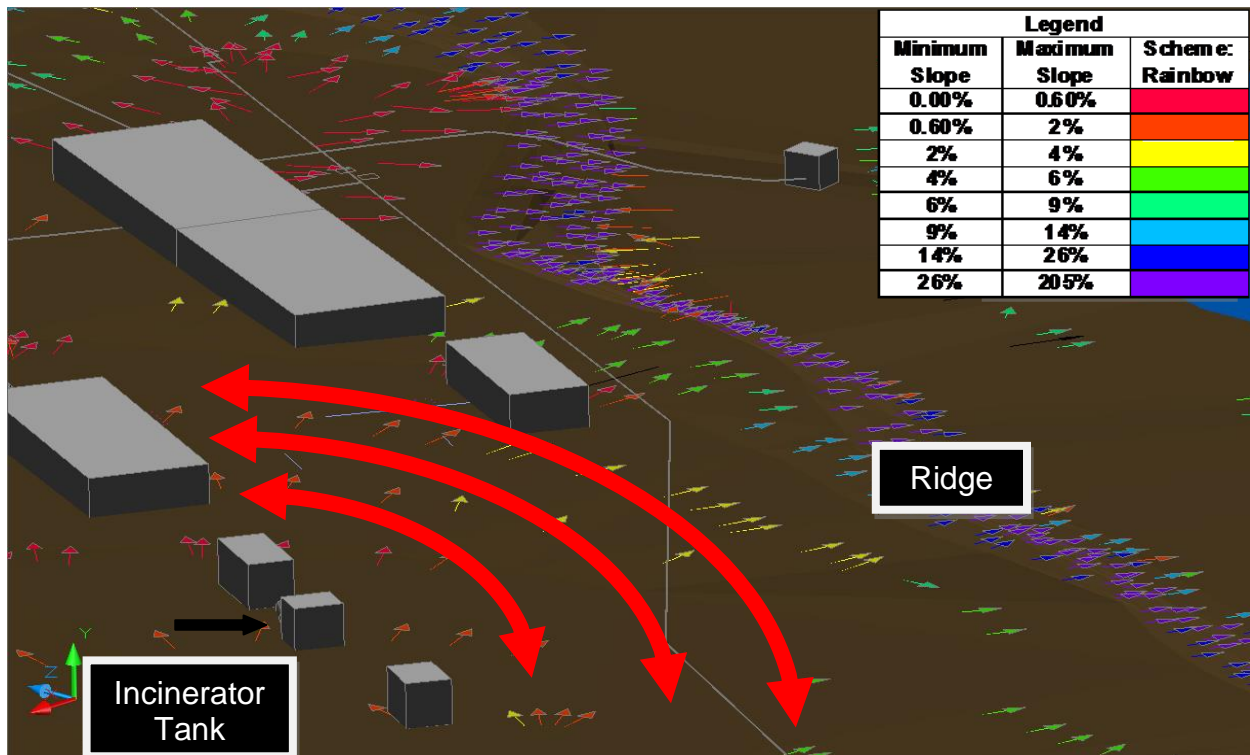 Legend
Minimum Slope Maximum Slope Scheme: Rainbow
0.00% 0.60%
0.60% 2%
2% 4%
4% 6%
6% 9%
9% 14%
14% 26%
26% 205%
Ridge
Incinerator
Tank
Z Y